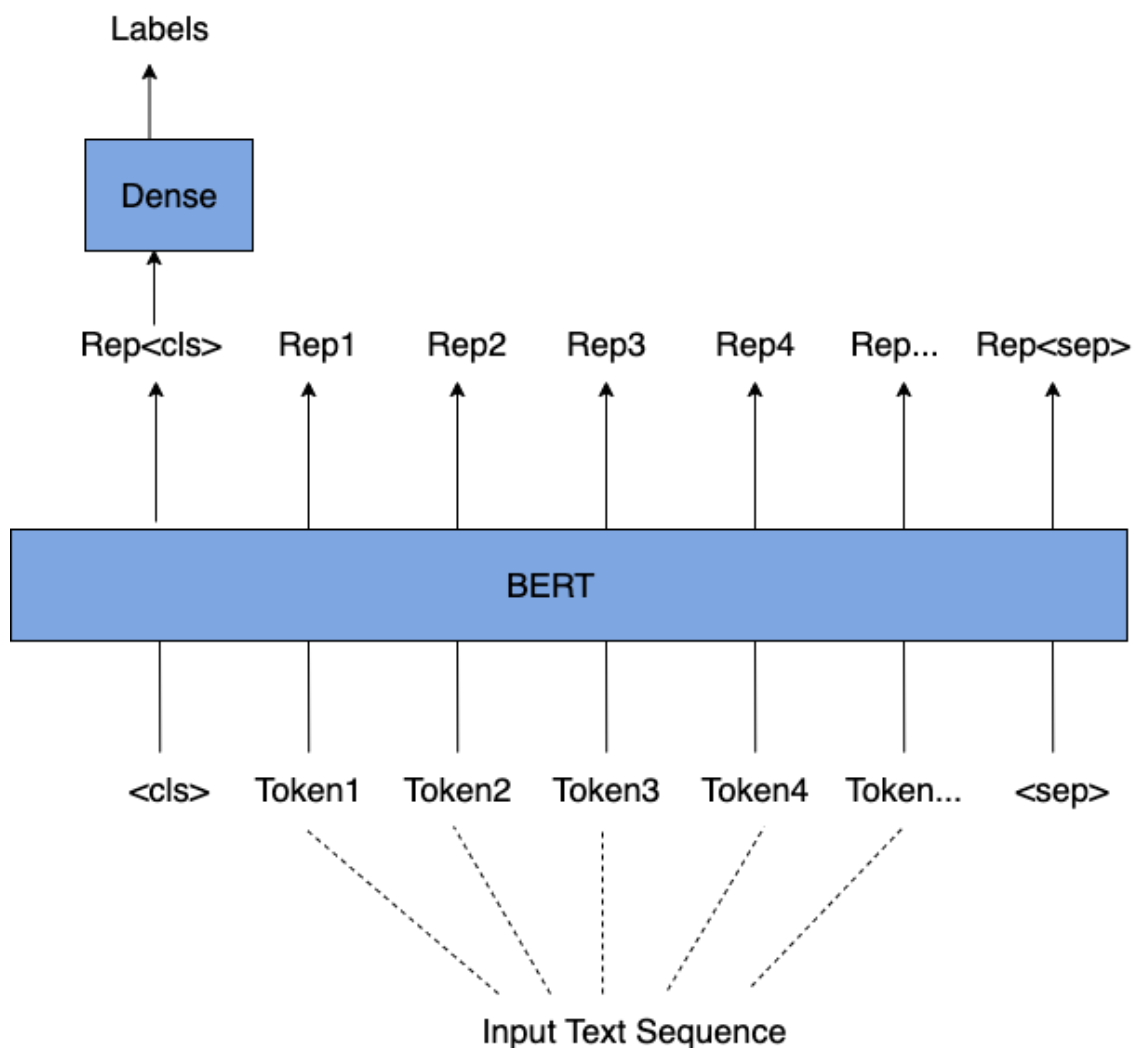 Labels
Dense
Rep<cls> Rep1 Rep2 Rep3 Rep4 Rep... Rep<sep>
BERT
<cls> Token1 Token2 Token3 Token4 Token... <sep>
Input Text Sequence